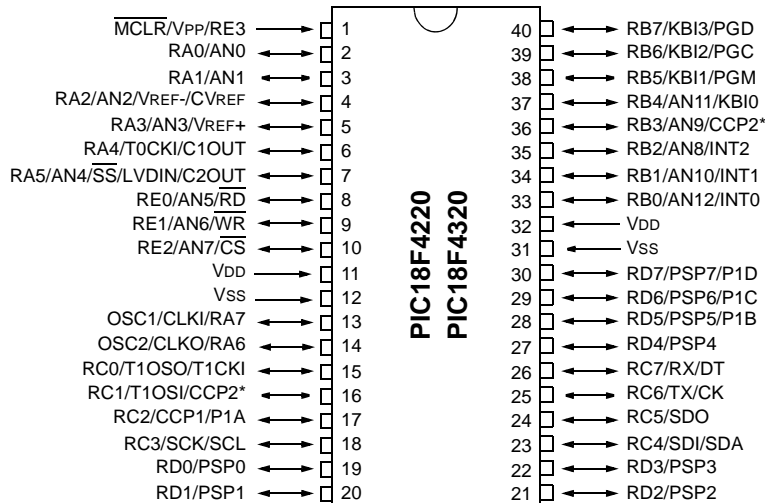 MCLR/VPP/RE3 1
RA0/AN0 2
RA1/AN1 3
RA2/AN2/VREF-/CVREF 4
RA3/AN3/VREF+ 5
RA4/T0CKI/C1OUT 6
RA5/AN4/SS/LVDIN/C2OUT 7
RE0/AN5/RD 8
RE1/AN6/WR 9
RE2/AN7/CS 10
VDD 11
VSS 12
OSC1/CLKI/RA7 13
OSC2/CLKO/RA6 14
RC0/T1OSO/T1CKI 15
RC1/T1OSI/CCP2* 16
RC2/CCP1/P1A 17
RC3/SCK/SCL 18
RD0/PSP0 19
RD1/PSP1 20
PIC18F4220
PIC18F4320
40 RB7/KBI3/PGD
39 RB6/KBI2/PGC
38 RB5/KBI1/PGM
37 RB4/AN11/KBI0
36 RB3/AN9/CCP2*
35 RB2/AN8/INT2
34 RB1/AN10/INT1
33 RB0/AN12/INT0
32 VDD
31 VSS
30 RD7/PSP7/P1D
29 RD6/PSP6/P1C
28 RD5/PSP5/P1B
27 RD4/PSP4
26 RC7/RX/DT
25 RC6/TX/CK
24 RC5/SDO
23 RC4/SDI/SDA
22 RD3/PSP3
21 RD2/PSP2